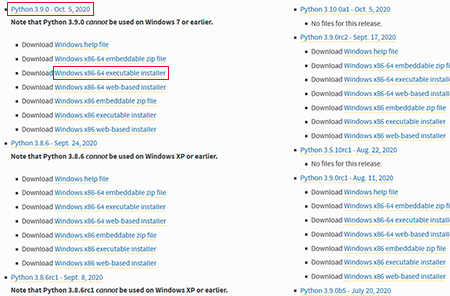 Python 3.9.0 - Oct. 5, 2020
Note that Python 3.9.0 cannot be used on Windows 7 or earlier.
Download Windows help file
Download Windows x86-64 embeddable zip file
Download Windows x86-64 executable installer
Download Windows x86-64 web-based installer
Download Windows x86 embeddable zip file
Download Windows x86 executable installer
Download Windows x86 web-based installer
Python 3.8.6 - Sept. 24, 2020
Note that Python 3.8.6 cannot be used on Windows XP or earlier.
Download Windows help file
Download Windows x86-64 embeddable zip file
Download Windows x86-64 executable installer
Download Windows x86-64 web-based installer
Download Windows x86 embeddable zip file
Download Windows x86 executable installer
Download Windows x86 web-based installer
Python 3.8.6rc1 - Sept. 8, 2020
Note that Python 3.8.6rc1 cannot be used on Windows XP or earlier.
Python 3.10.0a1 - Oct. 5, 2020
No files for this release.
Python 3.9.0rc2 - Sept. 17, 2020
Download Windows help file
Download Windows x86-64 embeddable zip file
Download Windows x86-64 executable installer
Download Windows x86-64 web-based installer
Download Windows x86 embeddable zip file
Download Windows x86 executable installer
Download Windows x86 web-based installer
Python 3.5.10rc1 - Aug. 22, 2020
No files for this release.
Python 3.9.0rc1 - Aug. 11, 2020
Download Windows help file
Download Windows x86-64 embeddable zip file
Download Windows x86-64 executable installer
Download Windows x86-64 web-based installer
Download Windows x86 embeddable zip file
Download Windows x86 executable installer
Download Windows x86 web-based installer
Python 3.9.0b5 - July 20, 2020